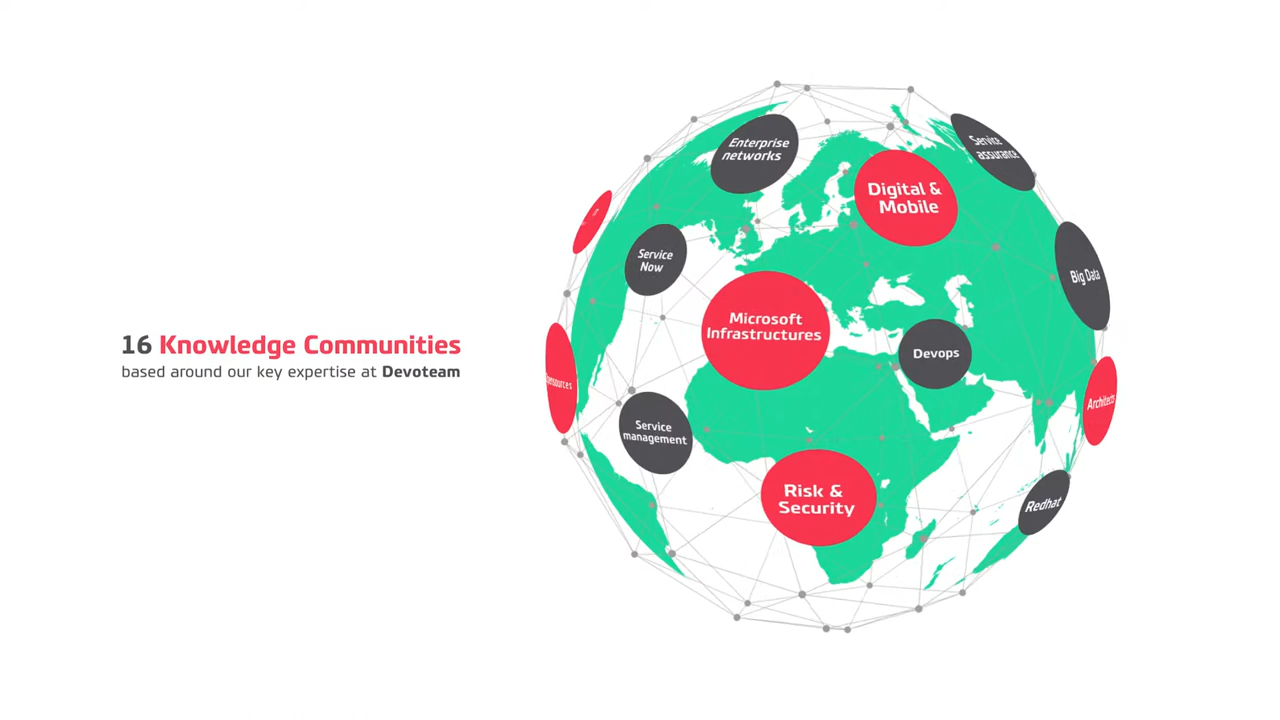 16 Knowledge Communities
based around our key expertise at Devoteam
Enterprise
networks
Service
assurance
Digital &
Mobile
Service
Now
Big Data
Microsoft
Infrastructures
Devops
Architects
Service
management
Risk &
Security
Redhat